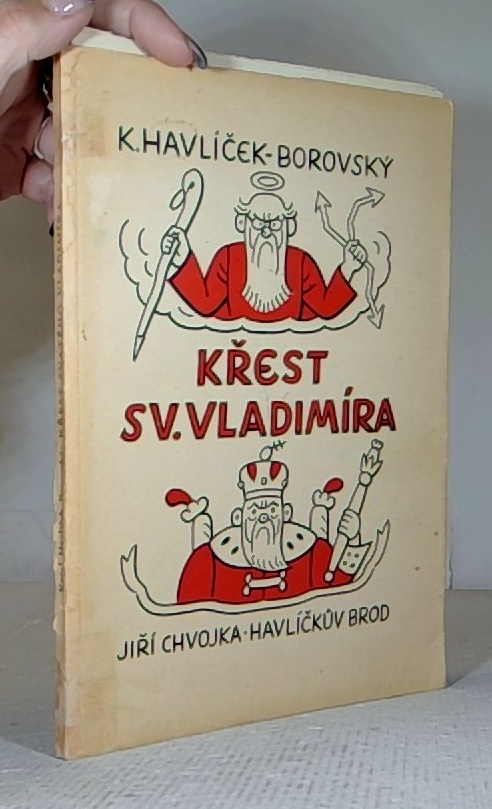 K. HAVLÍČEK-BOROVSKÝ
KŘEST
SV. VLADIMÍRA
JIŘÍ CHVOJKA · HAVLÍČKŮV BROD